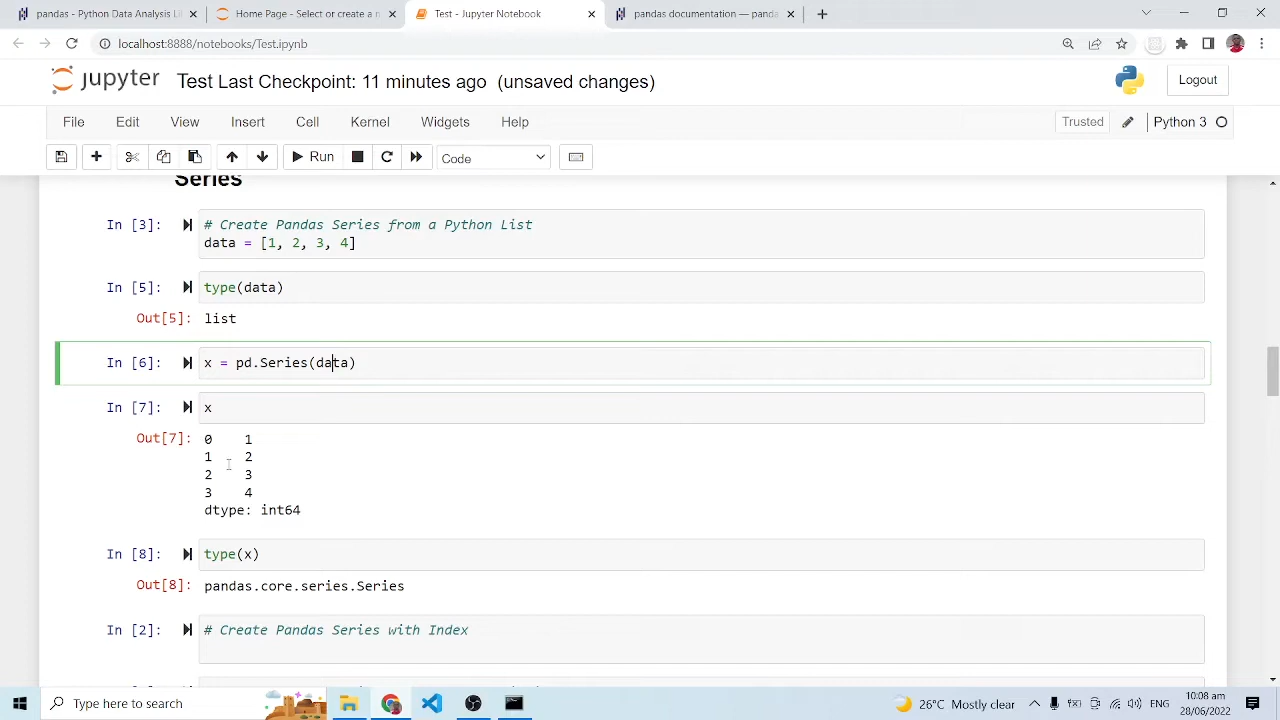 pandas - Python Data Analysis Li
Home Page - Select or create a n
Test - Jupyter Notebook
pandas documentation — panda
localhost:8888/notebooks/Test.ipynb
jupyter
Test Last Checkpoint: 11 minutes ago (unsaved changes)
Logout
File Edit View Insert Cell Kernel Widgets Help
Trusted
Python 3
Run
Code
Series
In [3]: # Create Pandas Series from a Python List
data = [1, 2, 3, 4]
In [5]: type(data)
Out[5]: list
In [6]: x = pd.Series(data)
In [7]: x
Out[7]: 0 1
1 2
2 3
3 4
dtype: int64
In [8]: type(x)
Out[8]: pandas.core.series.Series
In [2]: # Create Pandas Series with Index
Type here to search
26°C Mostly clear
ENG
10:08 am
28/06/2022